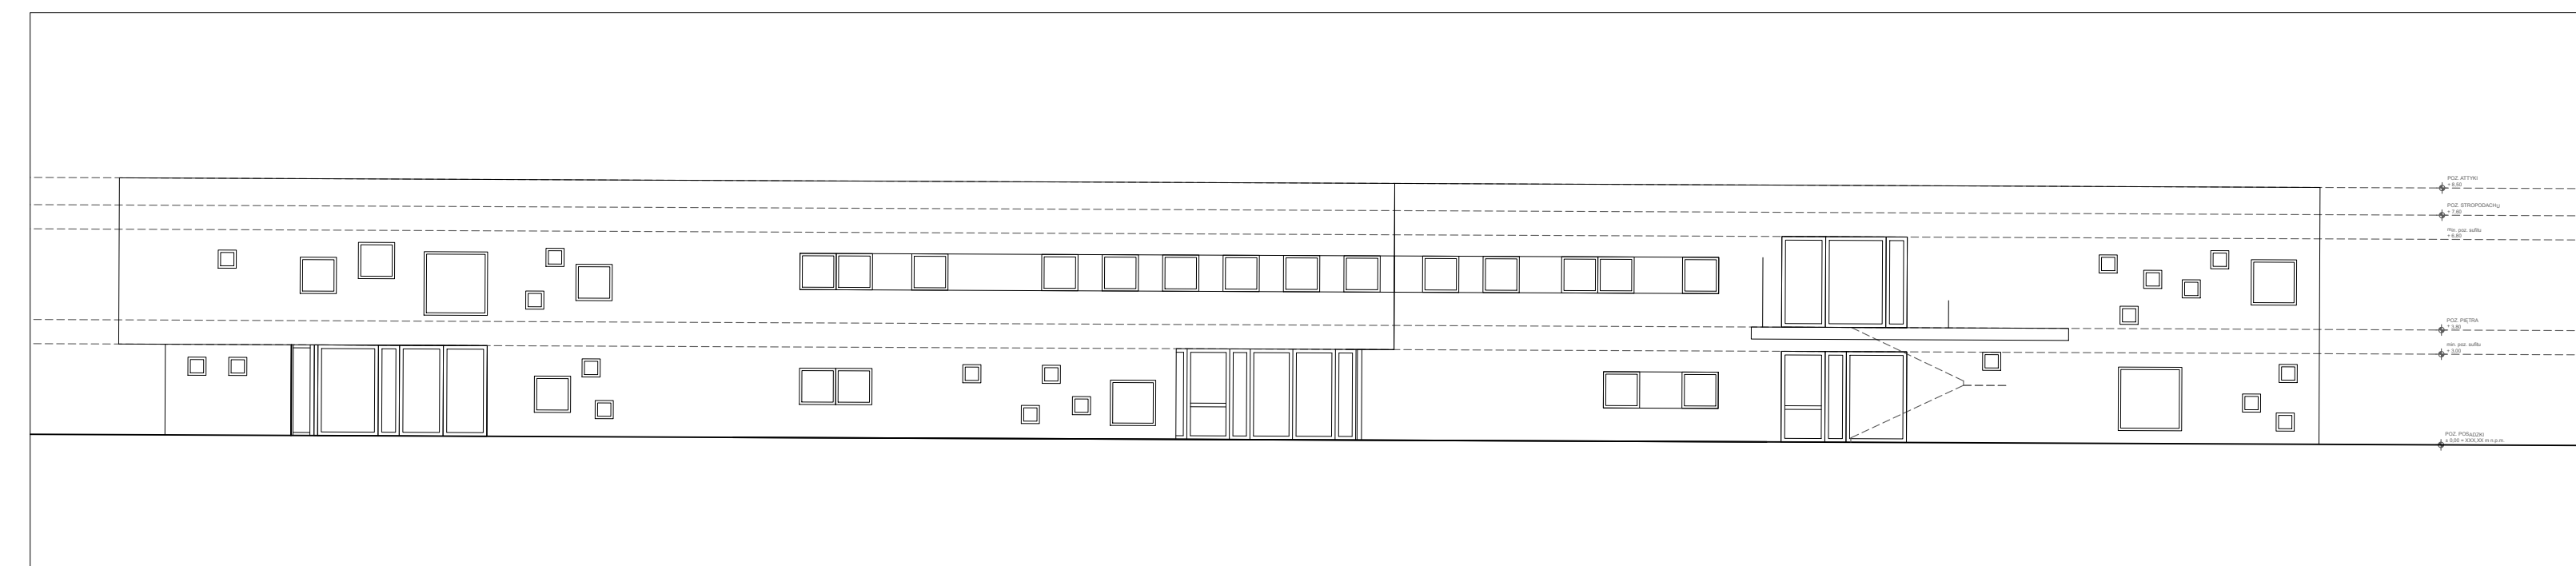 POZ. ATTYKI
+ 8,50
POZ. STROPODACHU
+ 7,60
min. poz. sufitu
+ 6,80
POZ. PIĘTRA
+ 3,80
min. poz. sufitu
+ 3,00
POZ. POSADZKI
± 0,00 = XXX,XX m n.p.m.